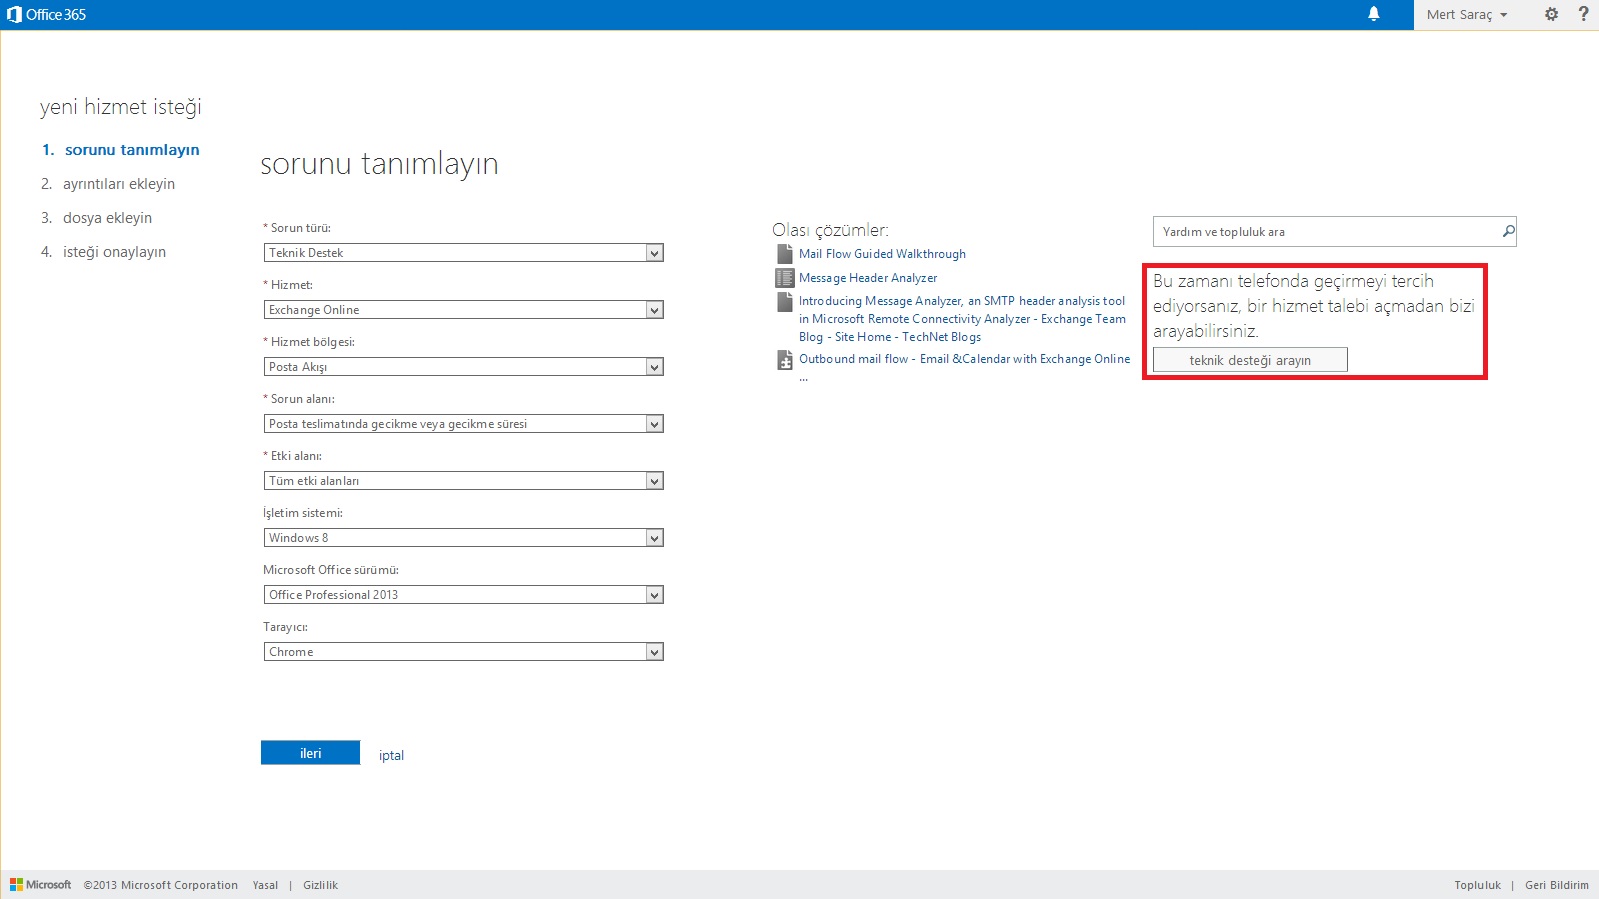 Office 365
Mert Saraç
?
yeni hizmet isteği
1. sorunu tanımlayın
2. ayrıntıları ekleyin
3. dosya ekleyin
4. isteği onaylayın
sorunu tanımlayın
* Sorun türü:
Teknik Destek
* Hizmet:
Exchange Online
* Hizmet bölgesi:
Posta Akışı
* Sorun alanı:
Posta teslimatında gecikme veya gecikme süresi
* Etki alanı:
Tüm etki alanları
İşletim sistemi:
Windows 8
Microsoft Office sürümü:
Office Professional 2013
Tarayıcı:
Chrome
ileri
iptal
Olası çözümler:
Mail Flow Guided Walkthrough
Message Header Analyzer
Introducing Message Analyzer, an SMTP header analysis tool
in Microsoft Remote Connectivity Analyzer - Exchange Team
Blog - Site Home - TechNet Blogs
Outbound mail flow - Email &Calendar with Exchange Online
...
Yardım ve topluluk ara
Bu zamanı telefonda geçirmeyi tercih
ediyorsanız, bir hizmet talebi açmadan bizi
arayabilirsiniz.
teknik desteği arayın
Microsoft ©2013 Microsoft Corporation Yasal | Gizlilik
Topluluk | Geri Bildirim